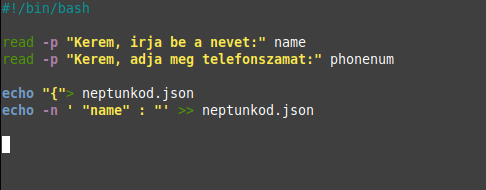 #!/bin/bash
read -p "Kerem, irja be a nevet:" name
read -p "Kerem, adja meg telefonszamat:" phonenum
echo "{"> neptunkod.json
echo -n ' "name" : "' >> neptunkod.json